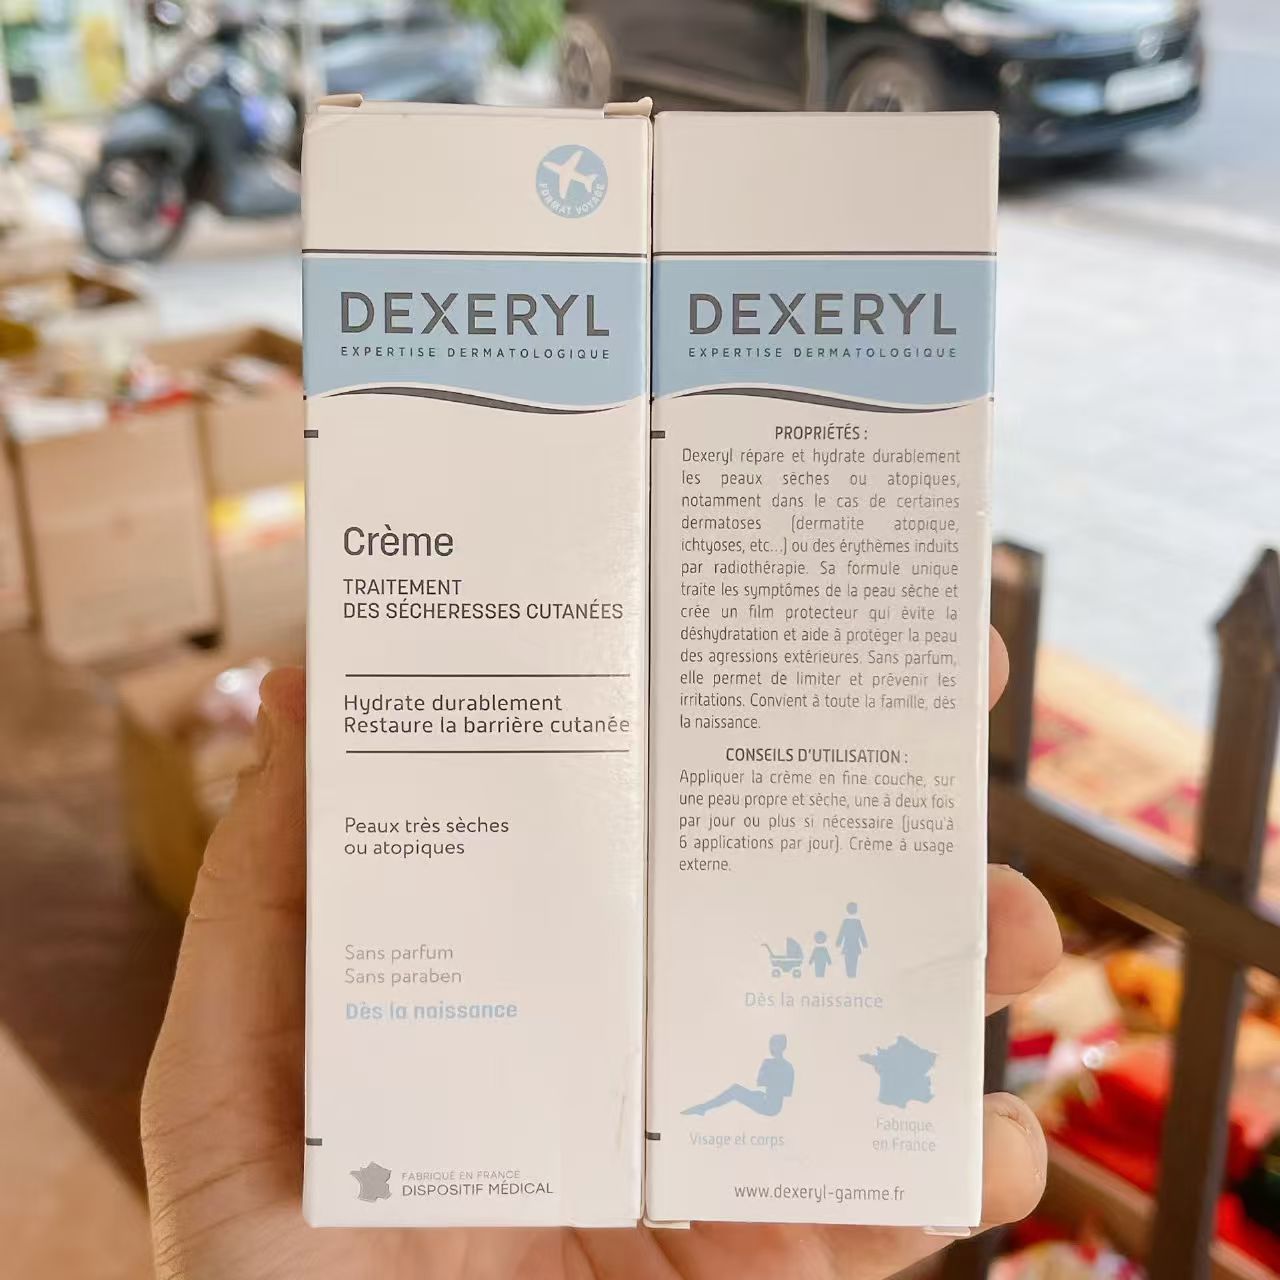 FORMAT VOYAGE
DEXERYL
EXPERTISE DERMATOLOGIQUE
Crème
TRAITEMENT
DES SÉCHERESSES CUTANÉES
Hydrate durablement
Restaure la barrière cutanée
Peaux très sèches
ou atopiques
Sans parfum
Sans paraben
Dès la naissance
FABRIQUÉ EN FRANCE
DISPOSITIF MÉDICAL
DEXERYL
EXPERTISE DERMATOLOGIQUE
PROPRIÉTÉS :
Dexeryl répare et hydrate durablement
les peaux sèches ou atopiques,
notamment dans le cas de certaines
dermatoses (dermatite atopique,
ichtyoses, etc...) ou des érythèmes induits
par radiothérapie. Sa formule unique
traite les symptômes de la peau sèche et
crée un film protecteur qui évite la
déshydratation et aide à protéger la peau
des agressions extérieures. Sans parfum,
elle permet de limiter et prévenir les
irritations. Convient à toute la famille, dès
la naissance.
CONSEILS D'UTILISATION :
Appliquer la crème en fine couche, sur
une peau propre et sèche, une à deux fois
par jour ou plus si nécessaire (jusqu'à
6 applications par jour). Crème à usage
externe.
Dès la naissance
Visage et corps
Fabriqué
en France
www.dexeryl-gamme.fr